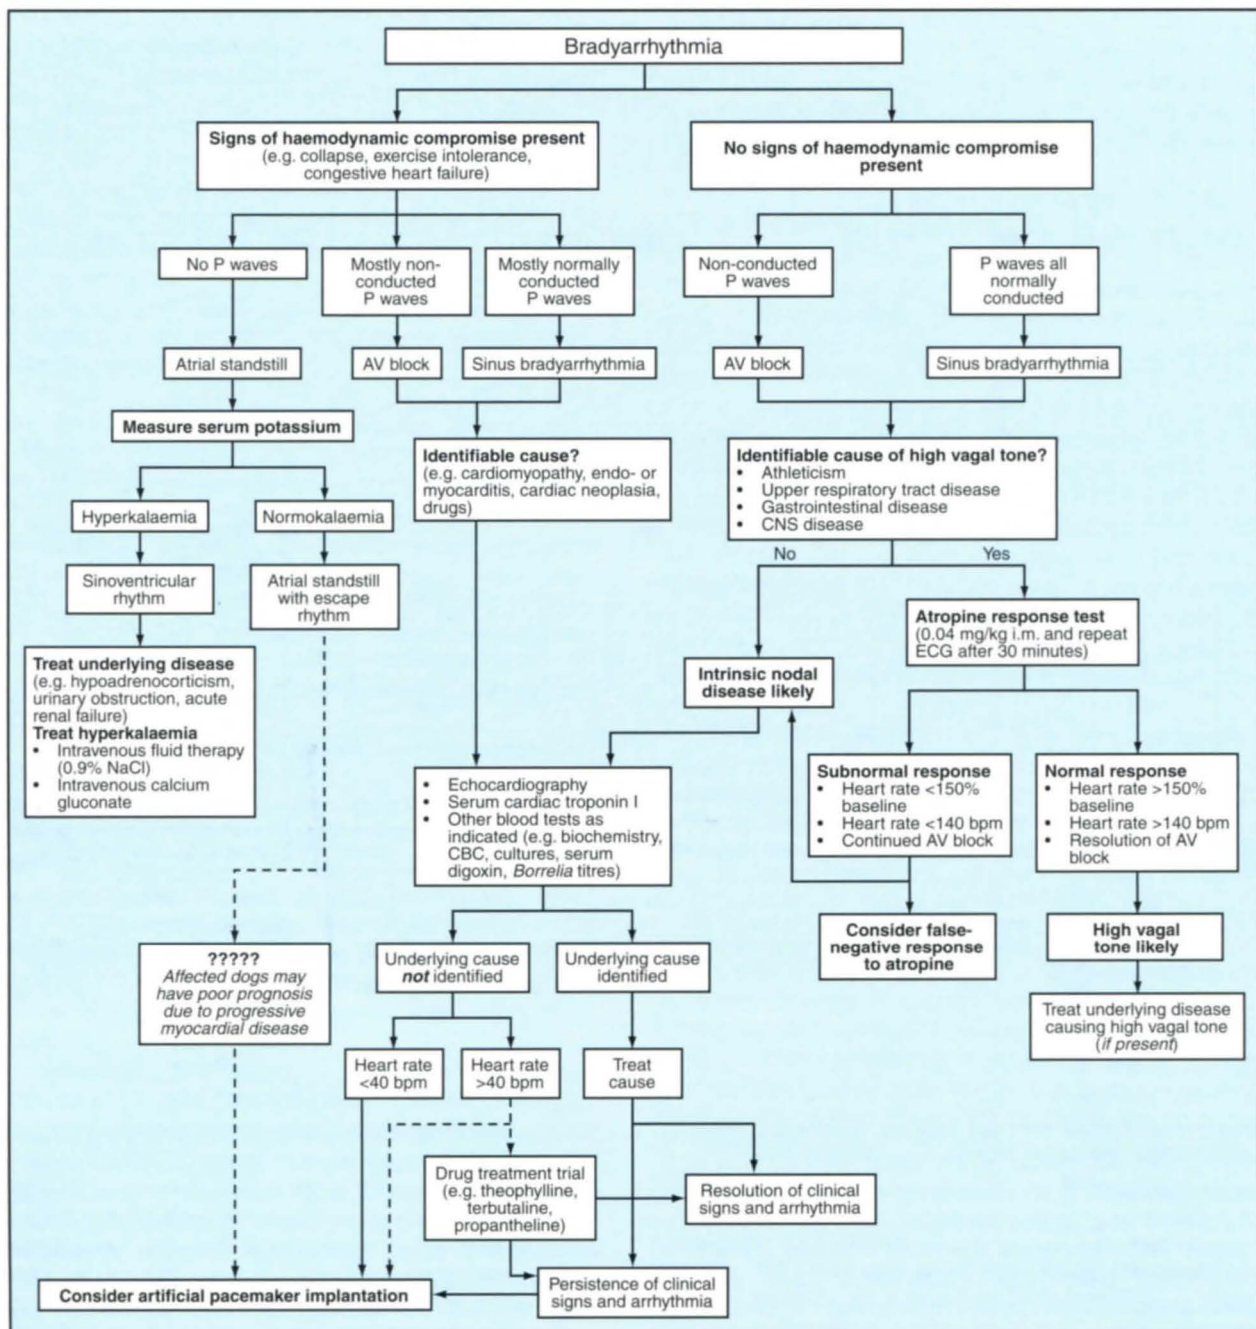 Bradyarrhythmia
Signs of haemodynamic compromise present
(e.g. collapse, exercise intolerance,
congestive heart failure)
No signs of haemodynamic compromise
present
No P waves
Mostly non-
conducted
P waves
Mostly normally
conducted
P waves
Non-conducted
P waves
P waves all
normally
conducted
Atrial standstill
AV block
Sinus bradyarrhythmia
AV block
Sinus bradyarrhythmia
Measure serum potassium
Identifiable cause?
(e.g. cardiomyopathy, endo- or
myocarditis, cardiac neoplasia,
drugs)
Identifiable cause of high vagal tone?
• Athleticism
• Upper respiratory tract disease
• Gastrointestinal disease
• CNS disease
Hyperkalaemia
Normokalaemia
No
Yes
Sinoventricular
rhythm
Atrial standstill
with escape
rhythm
Atropine response test
(0.04 mg/kg i.m. and repeat
ECG after 30 minutes)
Treat underlying disease
(e.g. hypoadrenocorticism,
urinary obstruction, acute
renal failure)
Treat hyperkalaemia
• Intravenous fluid therapy
(0.9% NaCl)
• Intravenous calcium
gluconate
Intrinsic nodal
disease likely
• Echocardiography
• Serum cardiac troponin I
• Other blood tests as
indicated (e.g. biochemistry,
CBC, cultures, serum
digoxin, Borrelia titres)
Subnormal response
• Heart rate <150%
baseline
• Heart rate <140 bpm
• Continued AV block
Normal response
• Heart rate >150%
baseline
• Heart rate >140 bpm
• Resolution of AV
block
?????
Affected dogs may
have poor prognosis
due to progressive
myocardial disease
Underlying cause
not identified
Underlying cause
identified
Consider false-
negative response
to atropine
High vagal
tone likely
Treat underlying disease
causing high vagal tone
(if present)
Heart rate
<40 bpm
Heart rate
>40 bpm
Treat
cause
Drug treatment trial
(e.g. theophylline,
terbutaline,
propantheline)
Resolution of clinical
signs and arrhythmia
Consider artificial pacemaker implantation
Persistence of clinical
signs and arrhythmia